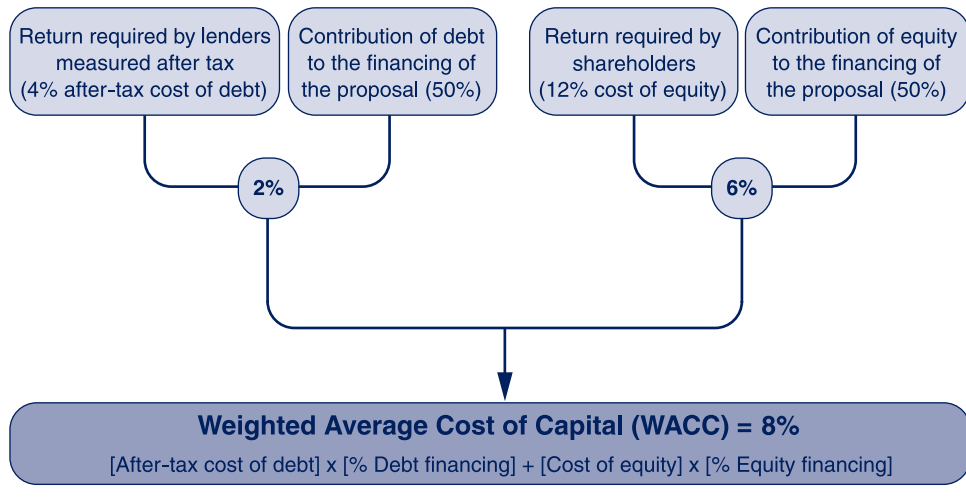 Return required by lenders
measured after tax
(4% after-tax cost of debt)
Contribution of debt
to the financing of
the proposal (50%)
Return required by
shareholders
(12% cost of equity)
Contribution of equity
to the financing of
the proposal (50%)
2%
6%
Weighted Average Cost of Capital (WACC) = 8%
[After-tax cost of debt] x [% Debt financing] + [Cost of equity] x [% Equity financing]